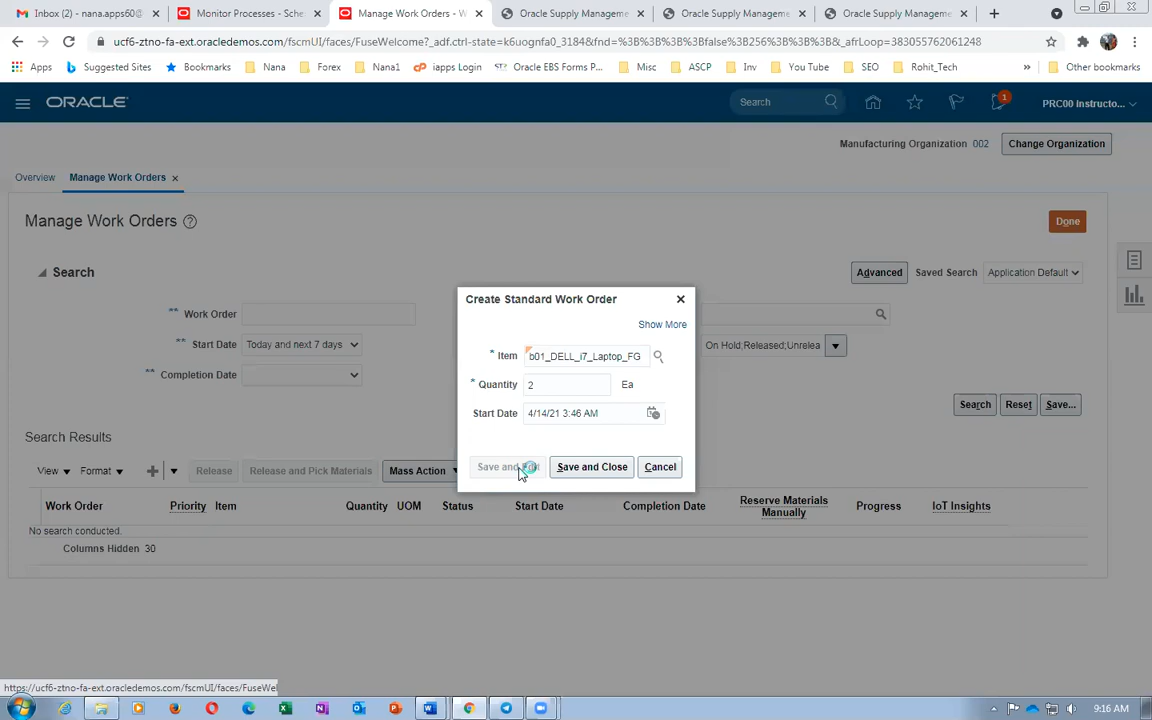 Inbox (2) - nana.apps60@
Monitor Processes - Sche
Manage Work Orders - W
Oracle Supply Manageme
Oracle Supply Manageme
Oracle Supply Manageme
ucf6-ztno-fa-ext.oracledemos.com/fscmUI/faces/FuseWelcome?_adf.ctrl-state=k6uognfa0_3184&fnd=%3B%3B%3B%3Bfalse%3B256%3B%3B%3B&_afrLoop=383055762061248
Apps Suggested Sites Bookmarks Nana Forex Nana1 iapps Login Oracle EBS Forms P... Misc ASCP Inv You Tube SEO Rohit_Tech » Other bookmarks
ORACLE
Search
1
PRC00 Instructo...
Manufacturing Organization 002 Change Organization
Overview Manage Work Orders
Manage Work Orders
Done
Search
Advanced Saved Search Application Default
** Work Order
** Start Date Today and next 7 days
On Hold;Released;Unrelea
** Completion Date
Search Reset Save...
Search Results
View Format Release Release and Pick Materials Mass Action
Work Order Priority Item Quantity UOM Status Start Date Completion Date Reserve Materials Manually Progress IoT Insights
No search conducted.
Columns Hidden 30
Create Standard Work Order
Show More
* Item b01_DELL_i7_Laptop_FG
* Quantity 2 Ea
Start Date 4/14/21 3:46 AM
Save and Edit Save and Close Cancel
https://ucf6-ztno-fa-ext.oracledemos.com/fscmUI/faces/FuseWel
9:16 AM